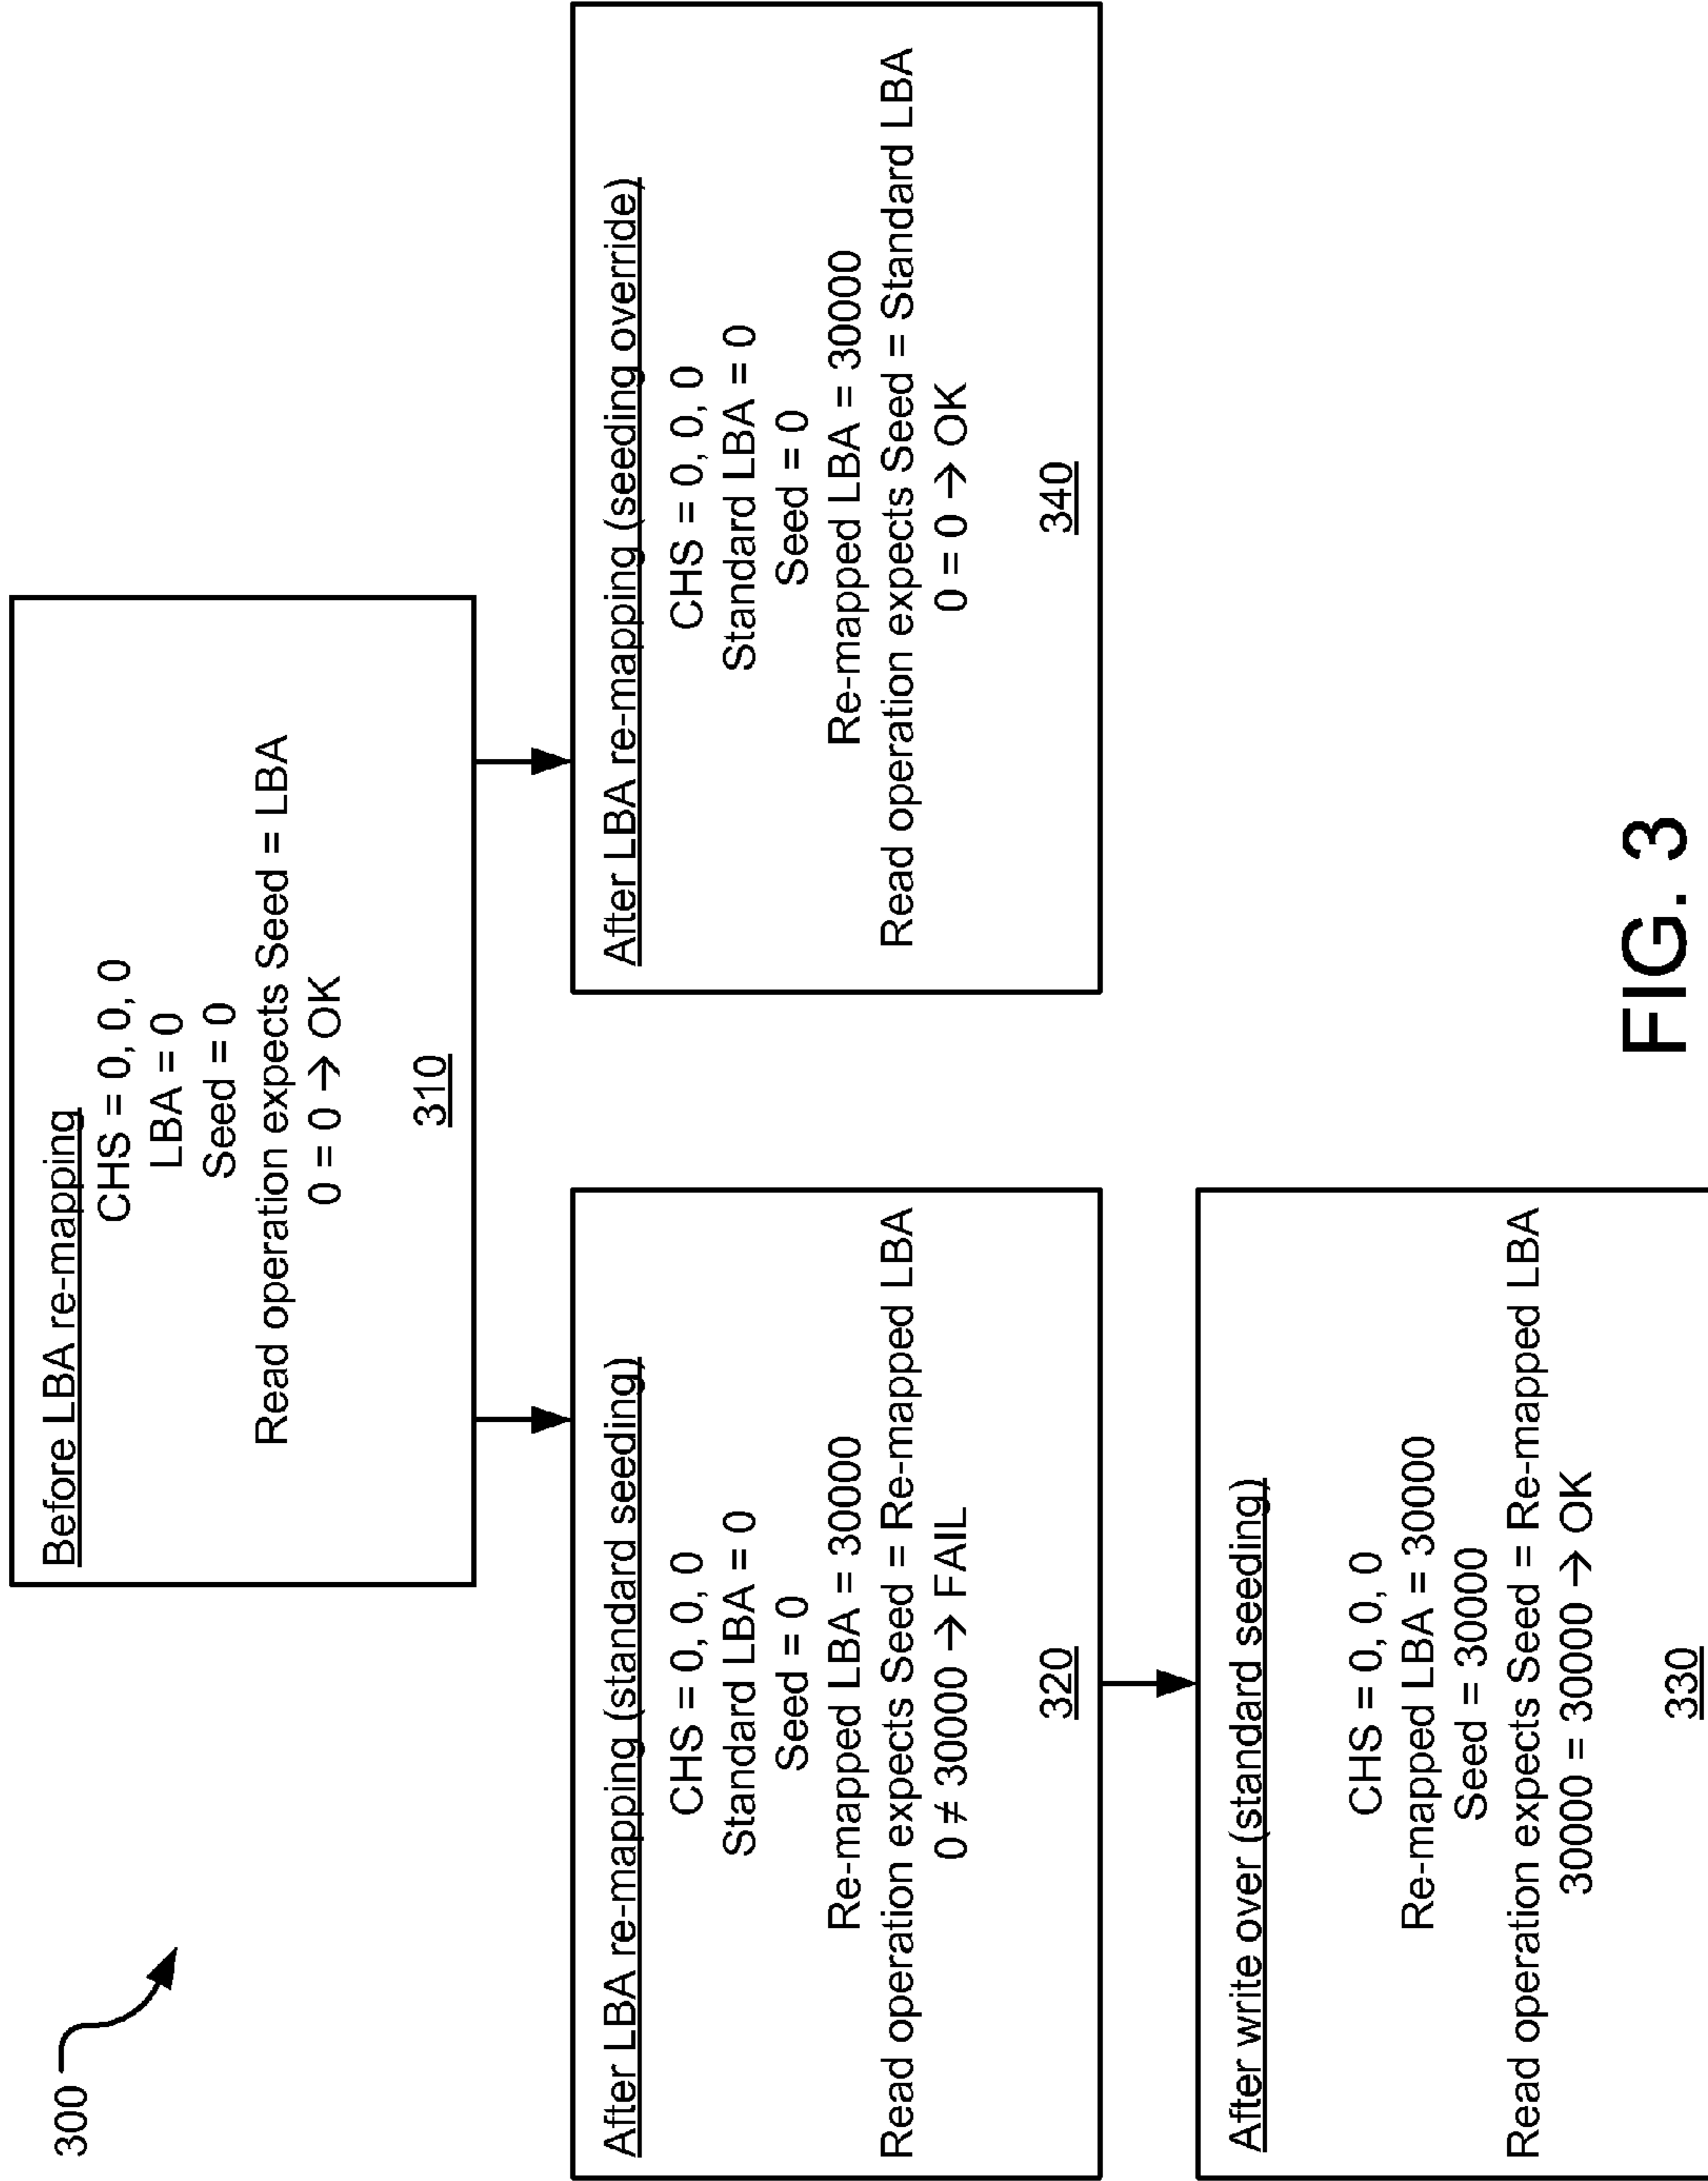 300
Before LBA re-mapping
CHS = 0, 0, 0
LBA = 0
Seed = 0
Read operation expects Seed = LBA
0 = 0 → OK
310
After LBA re-mapping (standard seeding)
CHS = 0, 0, 0
Standard LBA = 0
Seed = 0
Re-mapped LBA = 30000
Read operation expects Seed = Re-mapped LBA
0 ≠ 30000 → FAIL
320
After LBA re-mapping (seeding override)
CHS = 0, 0, 0
Standard LBA = 0
Seed = 0
Re-mapped LBA = 30000
Read operation expects Seed = Standard LBA
0 = 0 → OK
340
After write over (standard seeding)
CHS = 0, 0, 0
Re-mapped LBA = 30000
Seed = 30000
Read operation expects Seed = Re-mapped LBA
30000 = 30000 → OK
330
FIG. 3